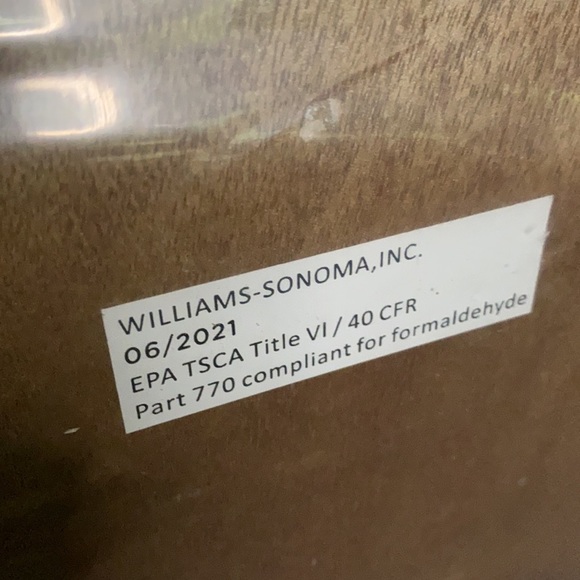 WILLIAMS-SONOMA,INC.
06/2021
EPA TSCA Title VI / 40 CFR
Part 770 compliant for formaldehyde